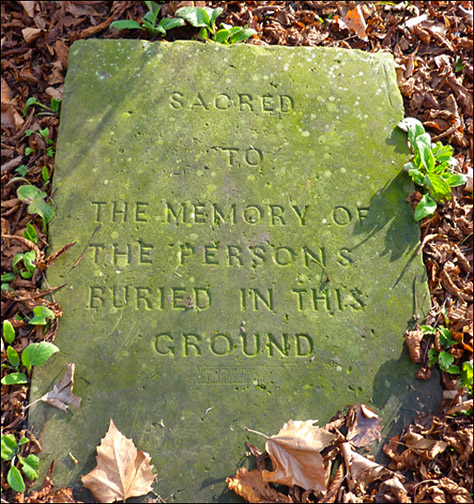 SACRED
TO
THE MEMORY OF
THE PERSONS
BURIED IN THIS
GROUND